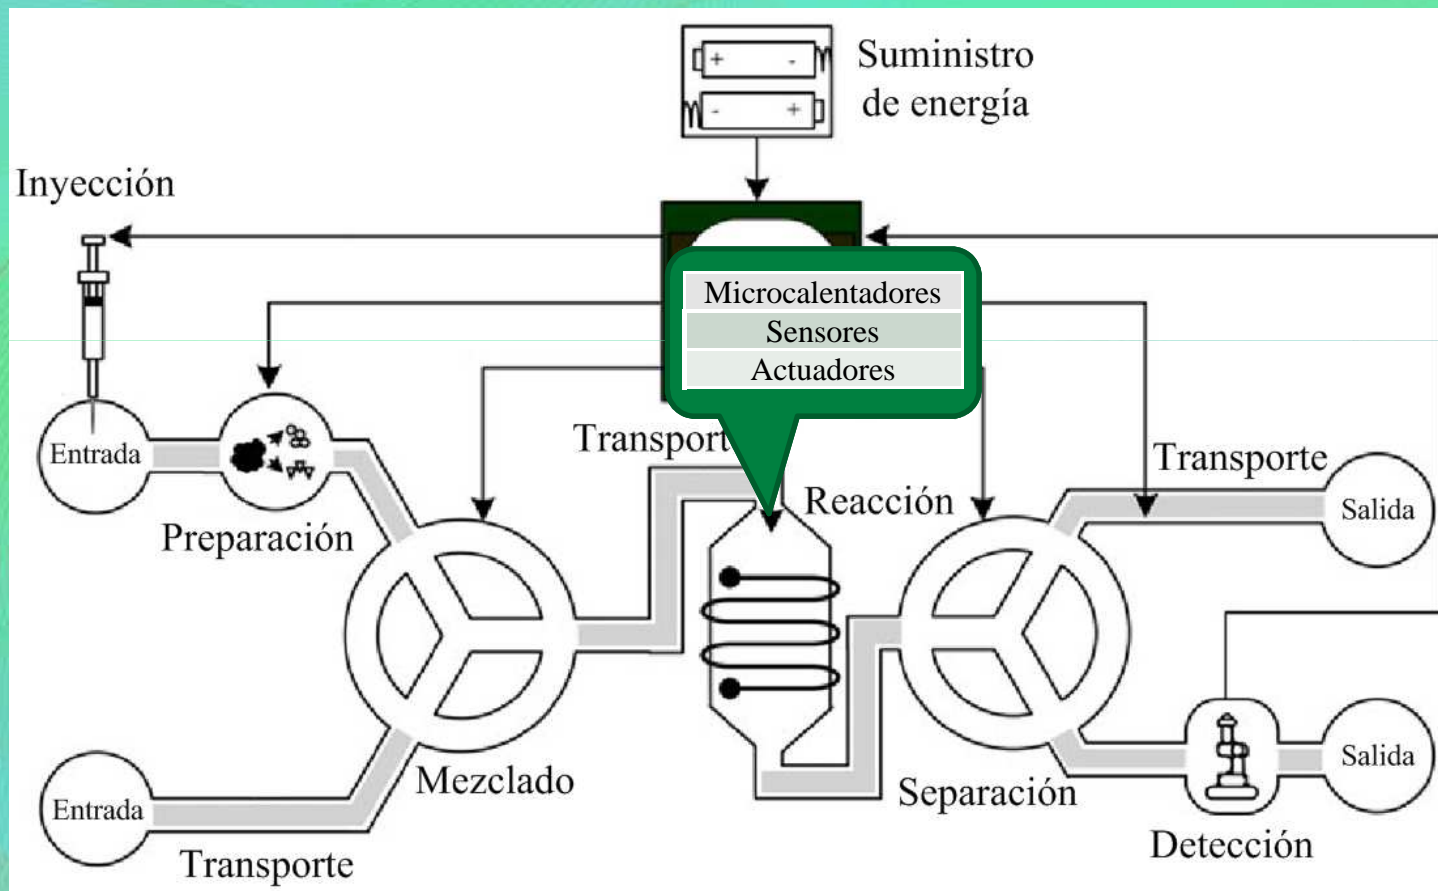 Suministro
de energía
Inyección
Microcalentadores
Sensores
Actuadores
Transport
Transporte
Entrada
Reacción
Salida
Preparación
Mezclado
Separación
Salida
Entrada
Detección
Transporte